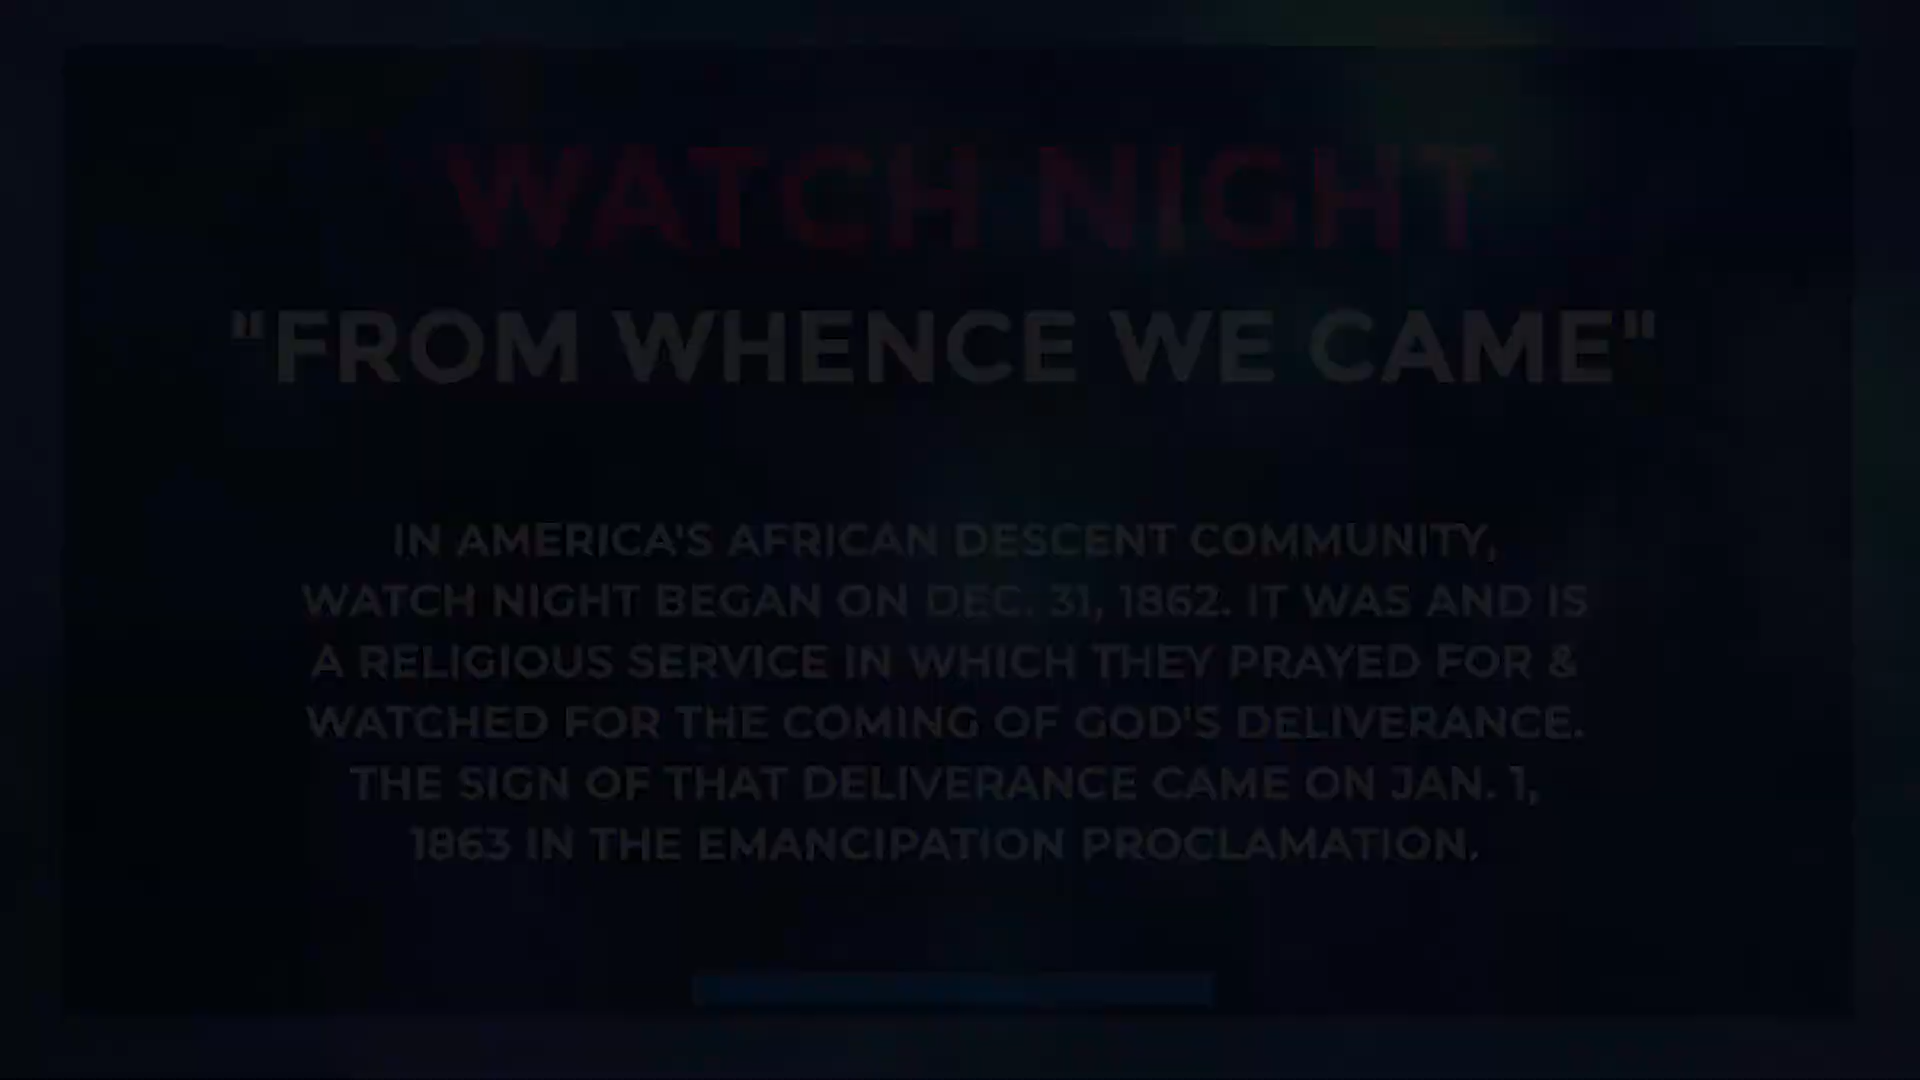 WATCH NIGHT
"FROM WHENCE WE CAME"
IN AMERICA'S AFRICAN DESCENT COMMUNITY,
WATCH NIGHT BEGAN ON DEC. 31, 1862. IT WAS AND IS
A RELIGIOUS SERVICE IN WHICH THEY PRAYED FOR &
WATCHED FOR THE COMING OF GOD'S DELIVERANCE.
THE SIGN OF THAT DELIVERANCE CAME ON JAN. 1,
1863 IN THE EMANCIPATION PROCLAMATION.